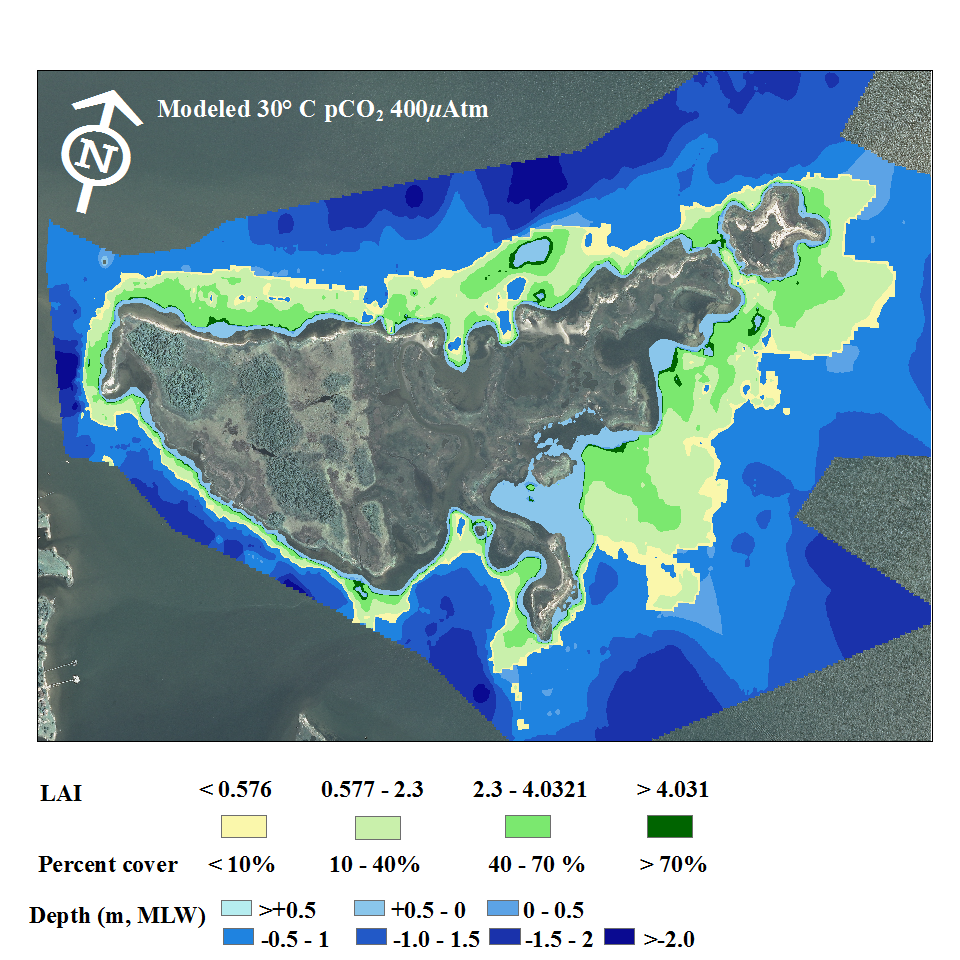 Modeled 30° C pCO₂ 400µAtm
N
LAI < 0.576 0.577 - 2.3 2.3 - 4.0321 > 4.031
Percent cover < 10% 10 - 40% 40 - 70 % > 70%
Depth (m, MLW) >+0.5 +0.5 - 0 0 - 0.5
-0.5 - 1 -1.0 - 1.5 -1.5 - 2 >-2.0